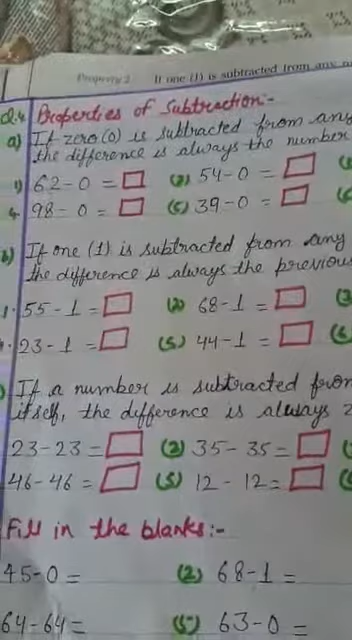 Property 2 If one (1) is subtracted from any
Q.4 Properties of Subtraction:-
a) If zero (0) is subtracted from any
the difference is always the number
1) 62-0 = (2) 54-0 =
4. 98-0 = (5) 39-0 =
b) If one (1) is subtracted from any
the difference is always the previous
1. 55-1 = (2) 68-1 = (3
23-1 = (5) 44-1 =
If a number is subtracted from
itself, the difference is always
23-23 = (2) 35-35 =
46-46 = (5) 12-12 =
Fill in the blanks:-
45-0 = (2) 68-1 =
64-64 = (5) 63-0 =